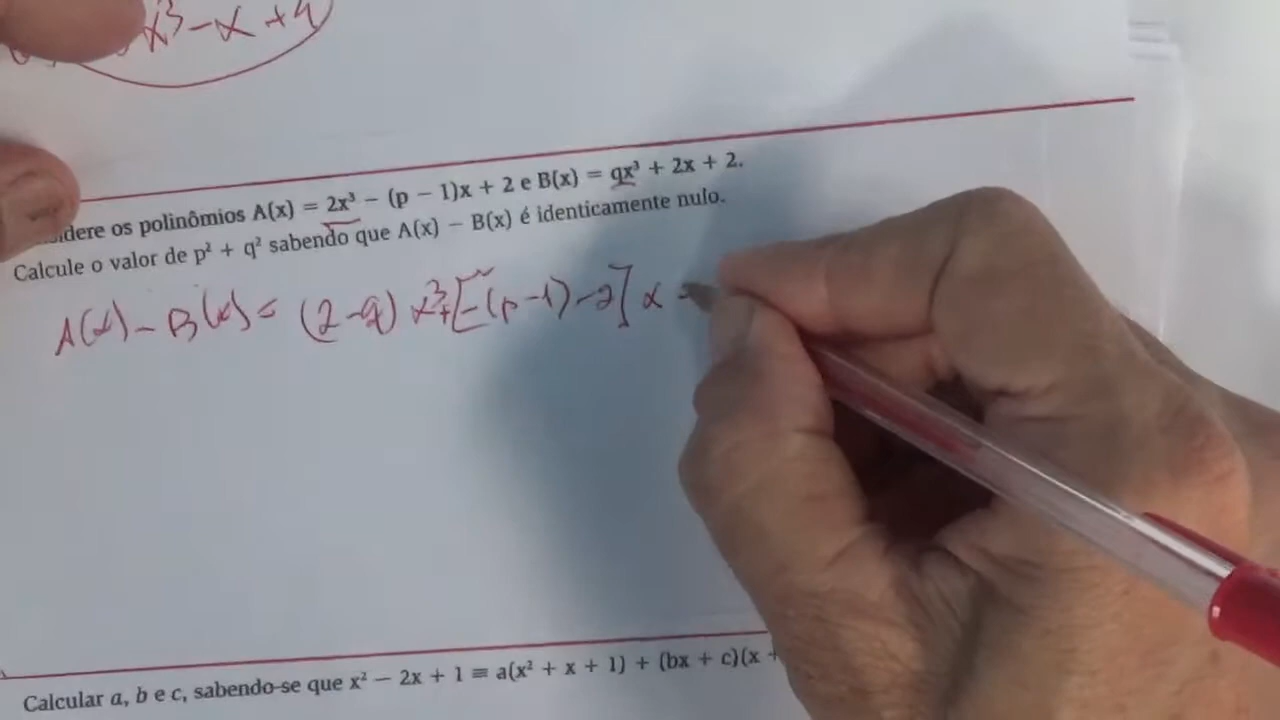 x³ - x + 4
dere os polinômios A(x) = 2x³ − (p − 1)x + 2 e B(x) = qx³ + 2x + 2.
Calcule o valor de p² + q² sabendo que A(x) − B(x) é identicamente nulo.
A(x) - B(x) = (2-q) x³ + [-(p-1) -2] x
Calcular a, b e c, sabendo-se que x² − 2x + 1 ≡ a(x² + x + 1) + (bx + c)(x +